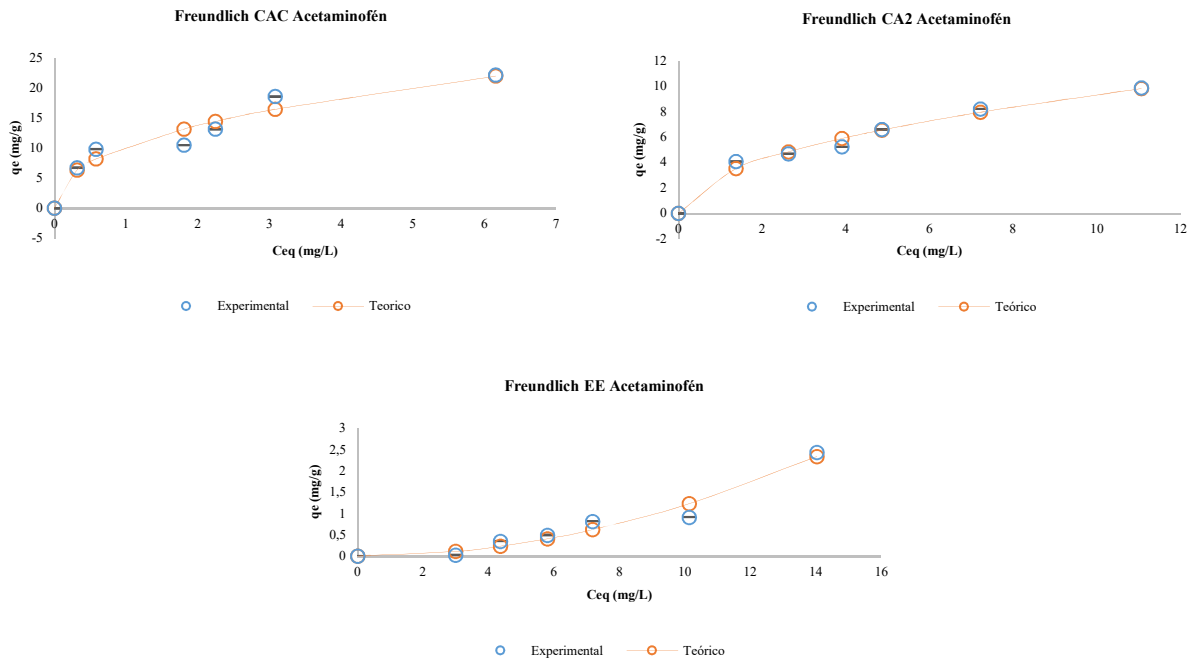 Freundlich CAC Acetaminofén
25
20
15
10
5
0
-5
0 1 2 3 4 5 6 7
qe (mg/g)
Ceq (mg/L)
Experimental Teorico
Freundlich CA2 Acetaminofén
12
10
8
6
4
2
0
-2
0 2 4 6 8 10 12
qe (mg/g)
Ceq (mg/L)
Experimental Teórico
Freundlich EE Acetaminofén
3
2,5
2
1,5
1
0,5
0
0 2 4 6 8 10 12 14 16
qe (mg/g)
Ceq (mg/L)
Experimental Teórico